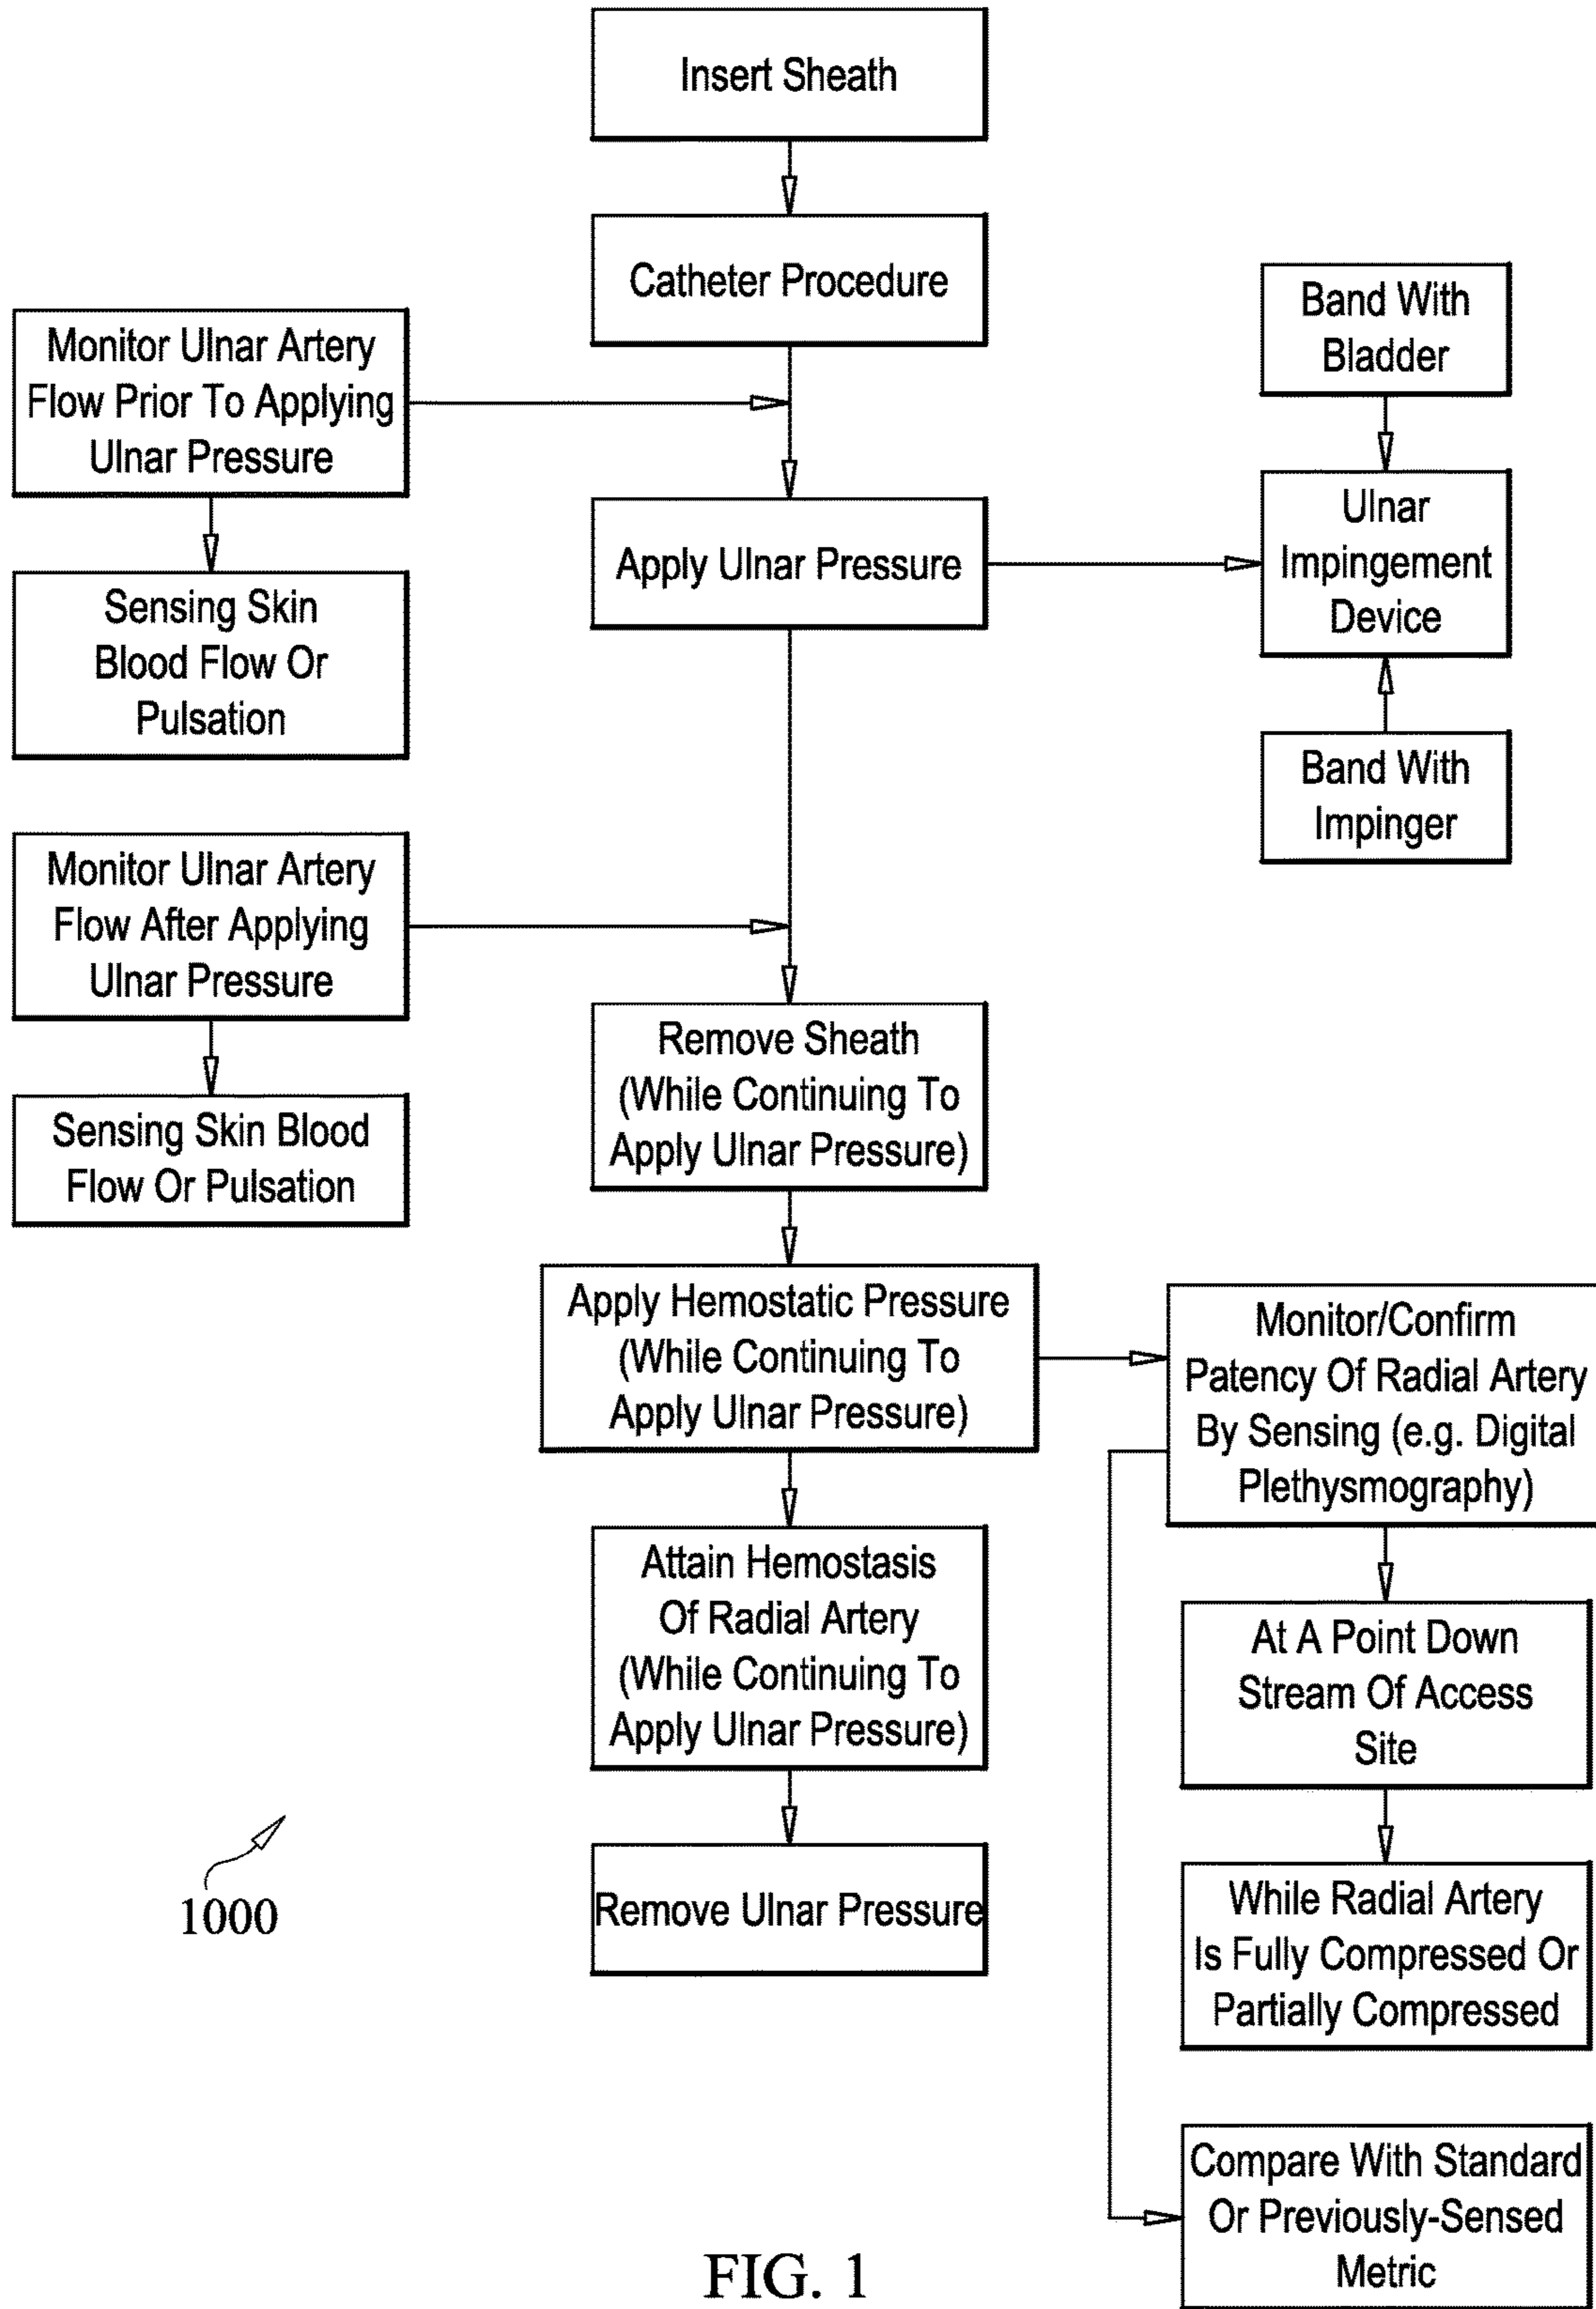 Insert Sheath
Catheter Procedure
Monitor Ulnar Artery
Flow Prior To Applying
Ulnar Pressure
Band With
Bladder
Sensing Skin
Blood Flow Or
Pulsation
Apply Ulnar Pressure
Ulnar
Impingement
Device
Band With
Impinger
Monitor Ulnar Artery
Flow After Applying
Ulnar Pressure
Sensing Skin Blood
Flow Or Pulsation
Remove Sheath
(While Continuing To
Apply Ulnar Pressure)
Apply Hemostatic Pressure
(While Continuing To
Apply Ulnar Pressure)
Monitor/Confirm
Patency Of Radial Artery
By Sensing (e.g. Digital
Plethysmography)
Attain Hemostasis
Of Radial Artery
(While Continuing To
Apply Ulnar Pressure)
At A Point Down
Stream Of Access
Site
Remove Ulnar Pressure
While Radial Artery
Is Fully Compressed Or
Partially Compressed
1000
Compare With Standard
Or Previously-Sensed
Metric
FIG. 1